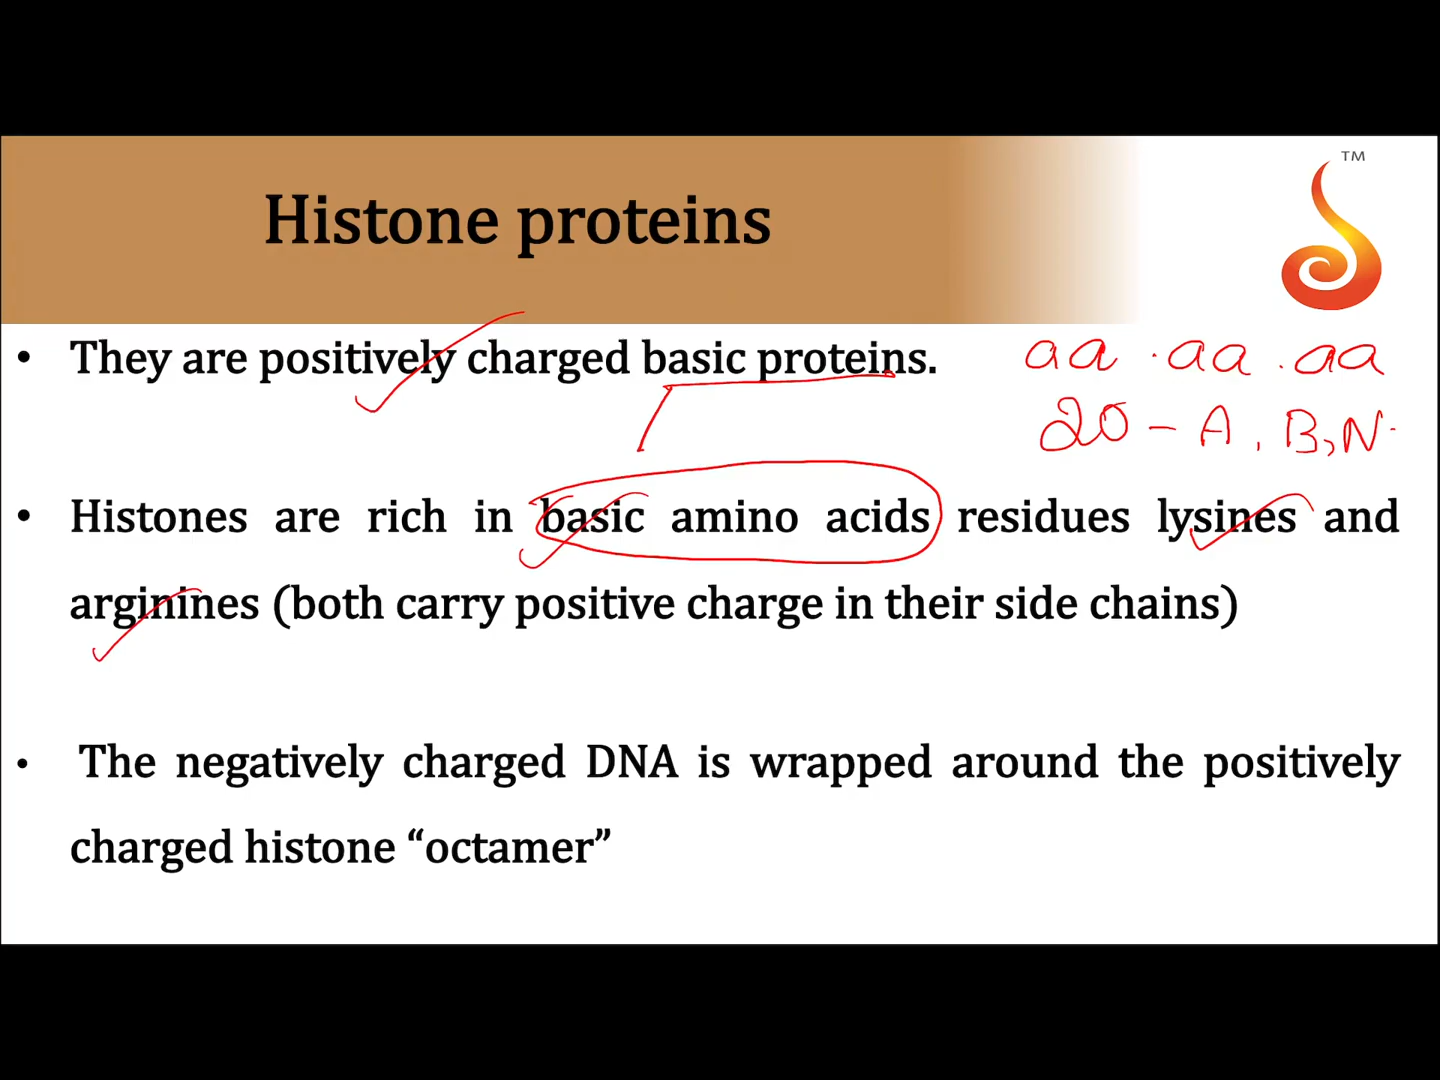 TM
Histone proteins
• They are positively charged basic proteins.
aa . aa . aa
20 - A, B, N.
• Histones are rich in basic amino acids residues lysines and
arginines (both carry positive charge in their side chains)
• The negatively charged DNA is wrapped around the positively
charged histone “octamer”